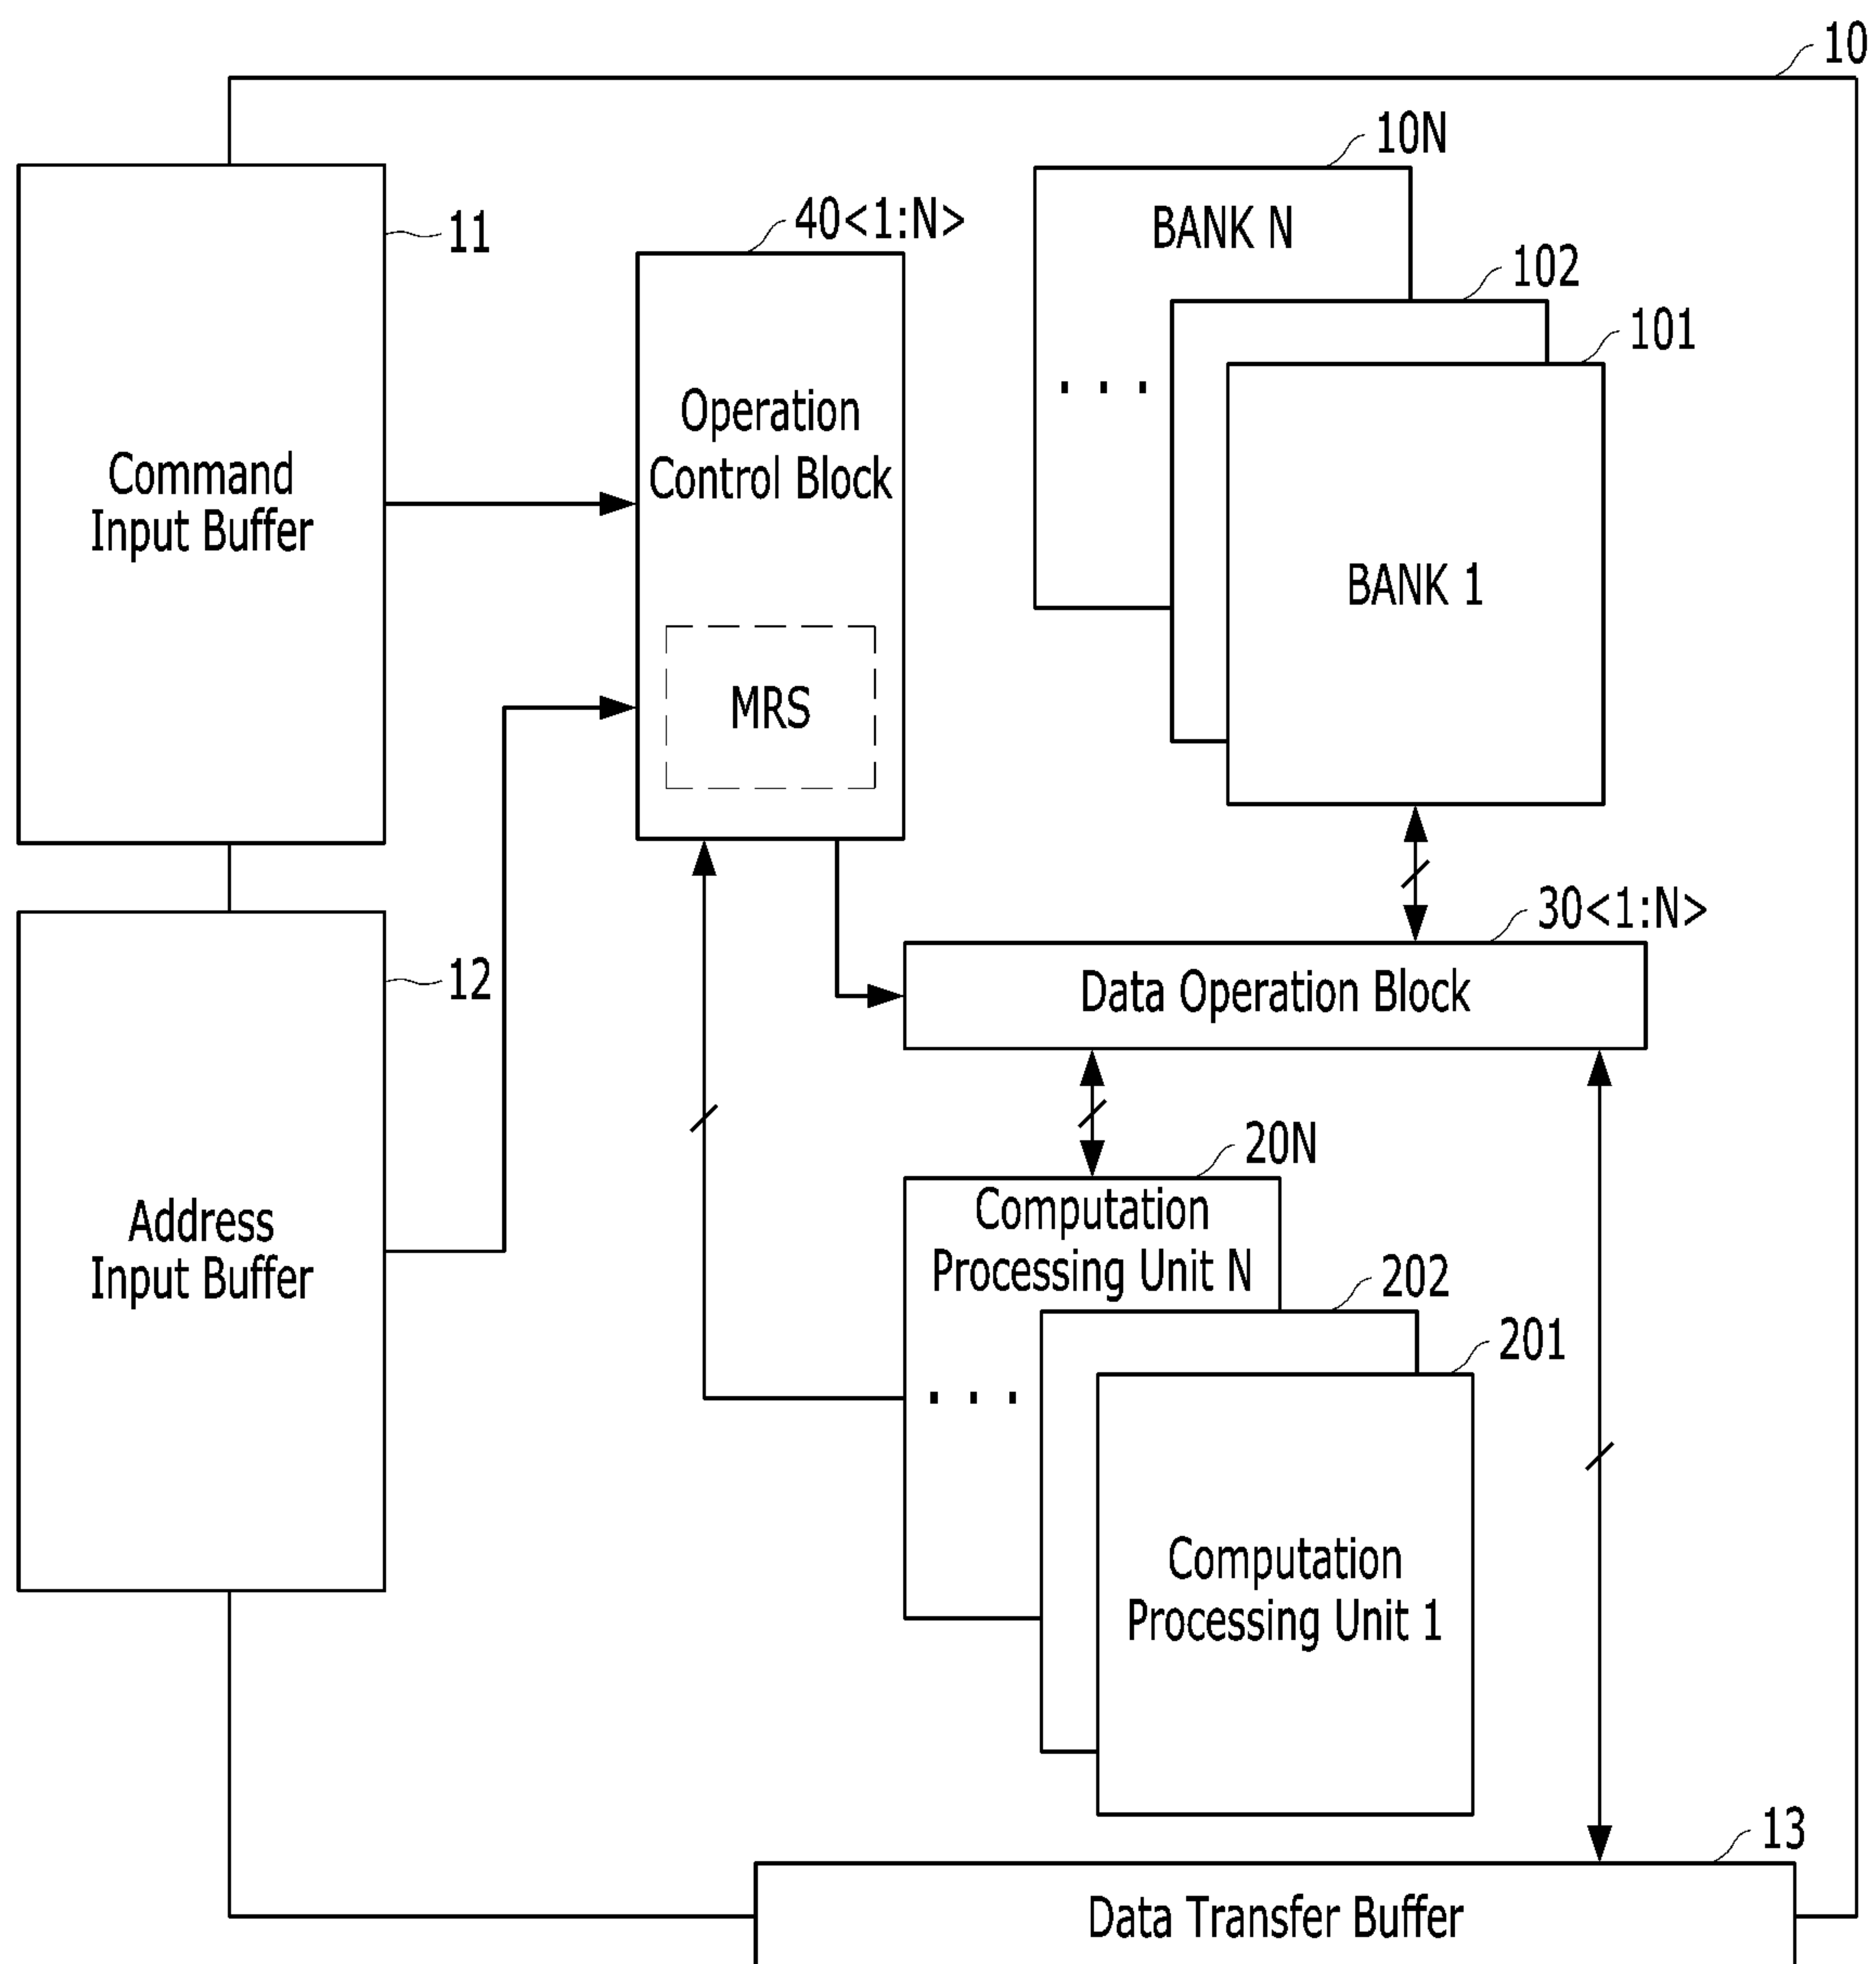 10
10N
BANK N
11
40<1:N>
102
101
. . .
Operation
Control Block
Command
Input Buffer
BANK 1
MRS
30<1:N>
12
Data Operation Block
20N
Computation
Processing Unit N
Address
Input Buffer
202
201
. . .
Computation
Processing Unit 1
13
Data Transfer Buffer